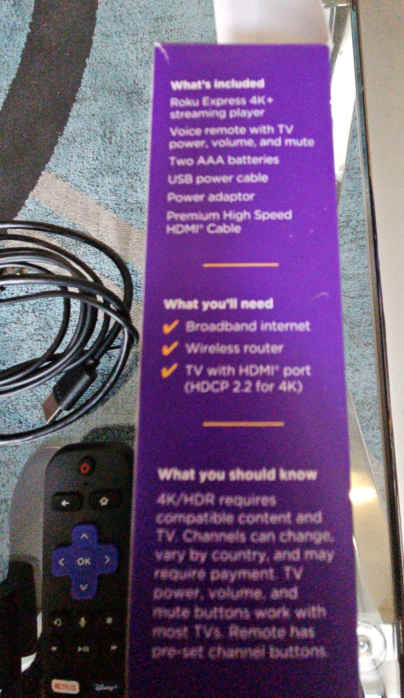 What's included
Roku Express 4K+
streaming player
Voice remote with TV
power, volume, and mute
Two AAA batteries
USB power cable
Power adaptor
Premium High Speed
HDMI® Cable
What you'll need
✔ Broadband internet
✔ Wireless router
✔ TV with HDMI® port
(HDCP 2.2 for 4K)
What you should know
4K/HDR requires
compatible content and
TV. Channels can change,
vary by country, and may
require payment. TV
power, volume, and
mute buttons work with
most TVs. Remote has
pre-set channel buttons.
OK
NETFLIX
Disney+